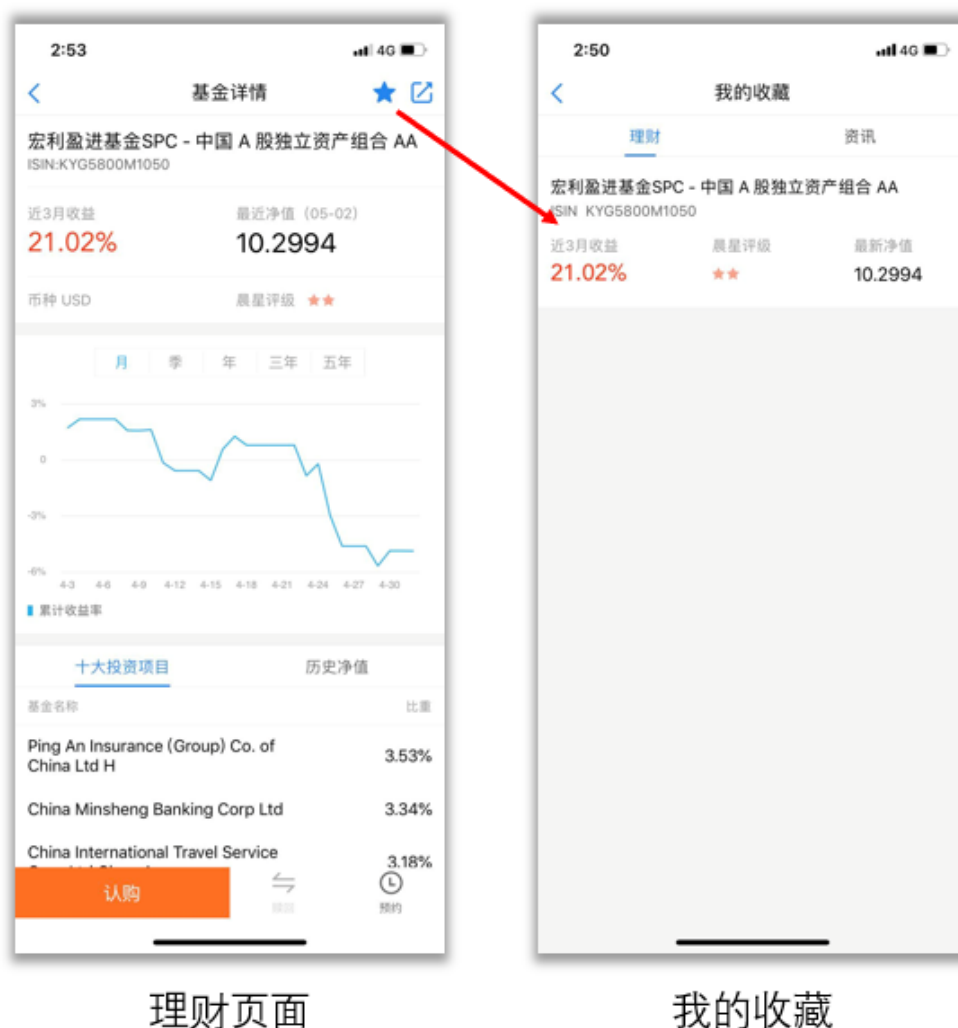 2:53
4G
基金详情
宏利盈进基金SPC - 中国 A 股独立资产组合 AA
ISIN:KYG5800M1050
近3月收益
最近净值 (05-02)
21.02%
10.2994
币种 USD
晨星评级 ★★
月 季 年 三年 五年
3%
0
-3%
-6%
4-3 4-6 4-9 4-12 4-15 4-18 4-21 4-24 4-27 4-30
累计收益率
十大投资项目
历史净值
基金名称
比重
Ping An Insurance (Group) Co. of
China Ltd H
3.53%
China Minsheng Banking Corp Ltd
3.34%
China International Travel Service
3.18%
认购
预约
理财页面
2:50
4G
我的收藏
理财
资讯
宏利盈进基金SPC - 中国 A 股独立资产组合 AA
ISIN KYG5800M1050
近3月收益
晨星评级
最新净值
21.02%
★★
10.2994
我的收藏